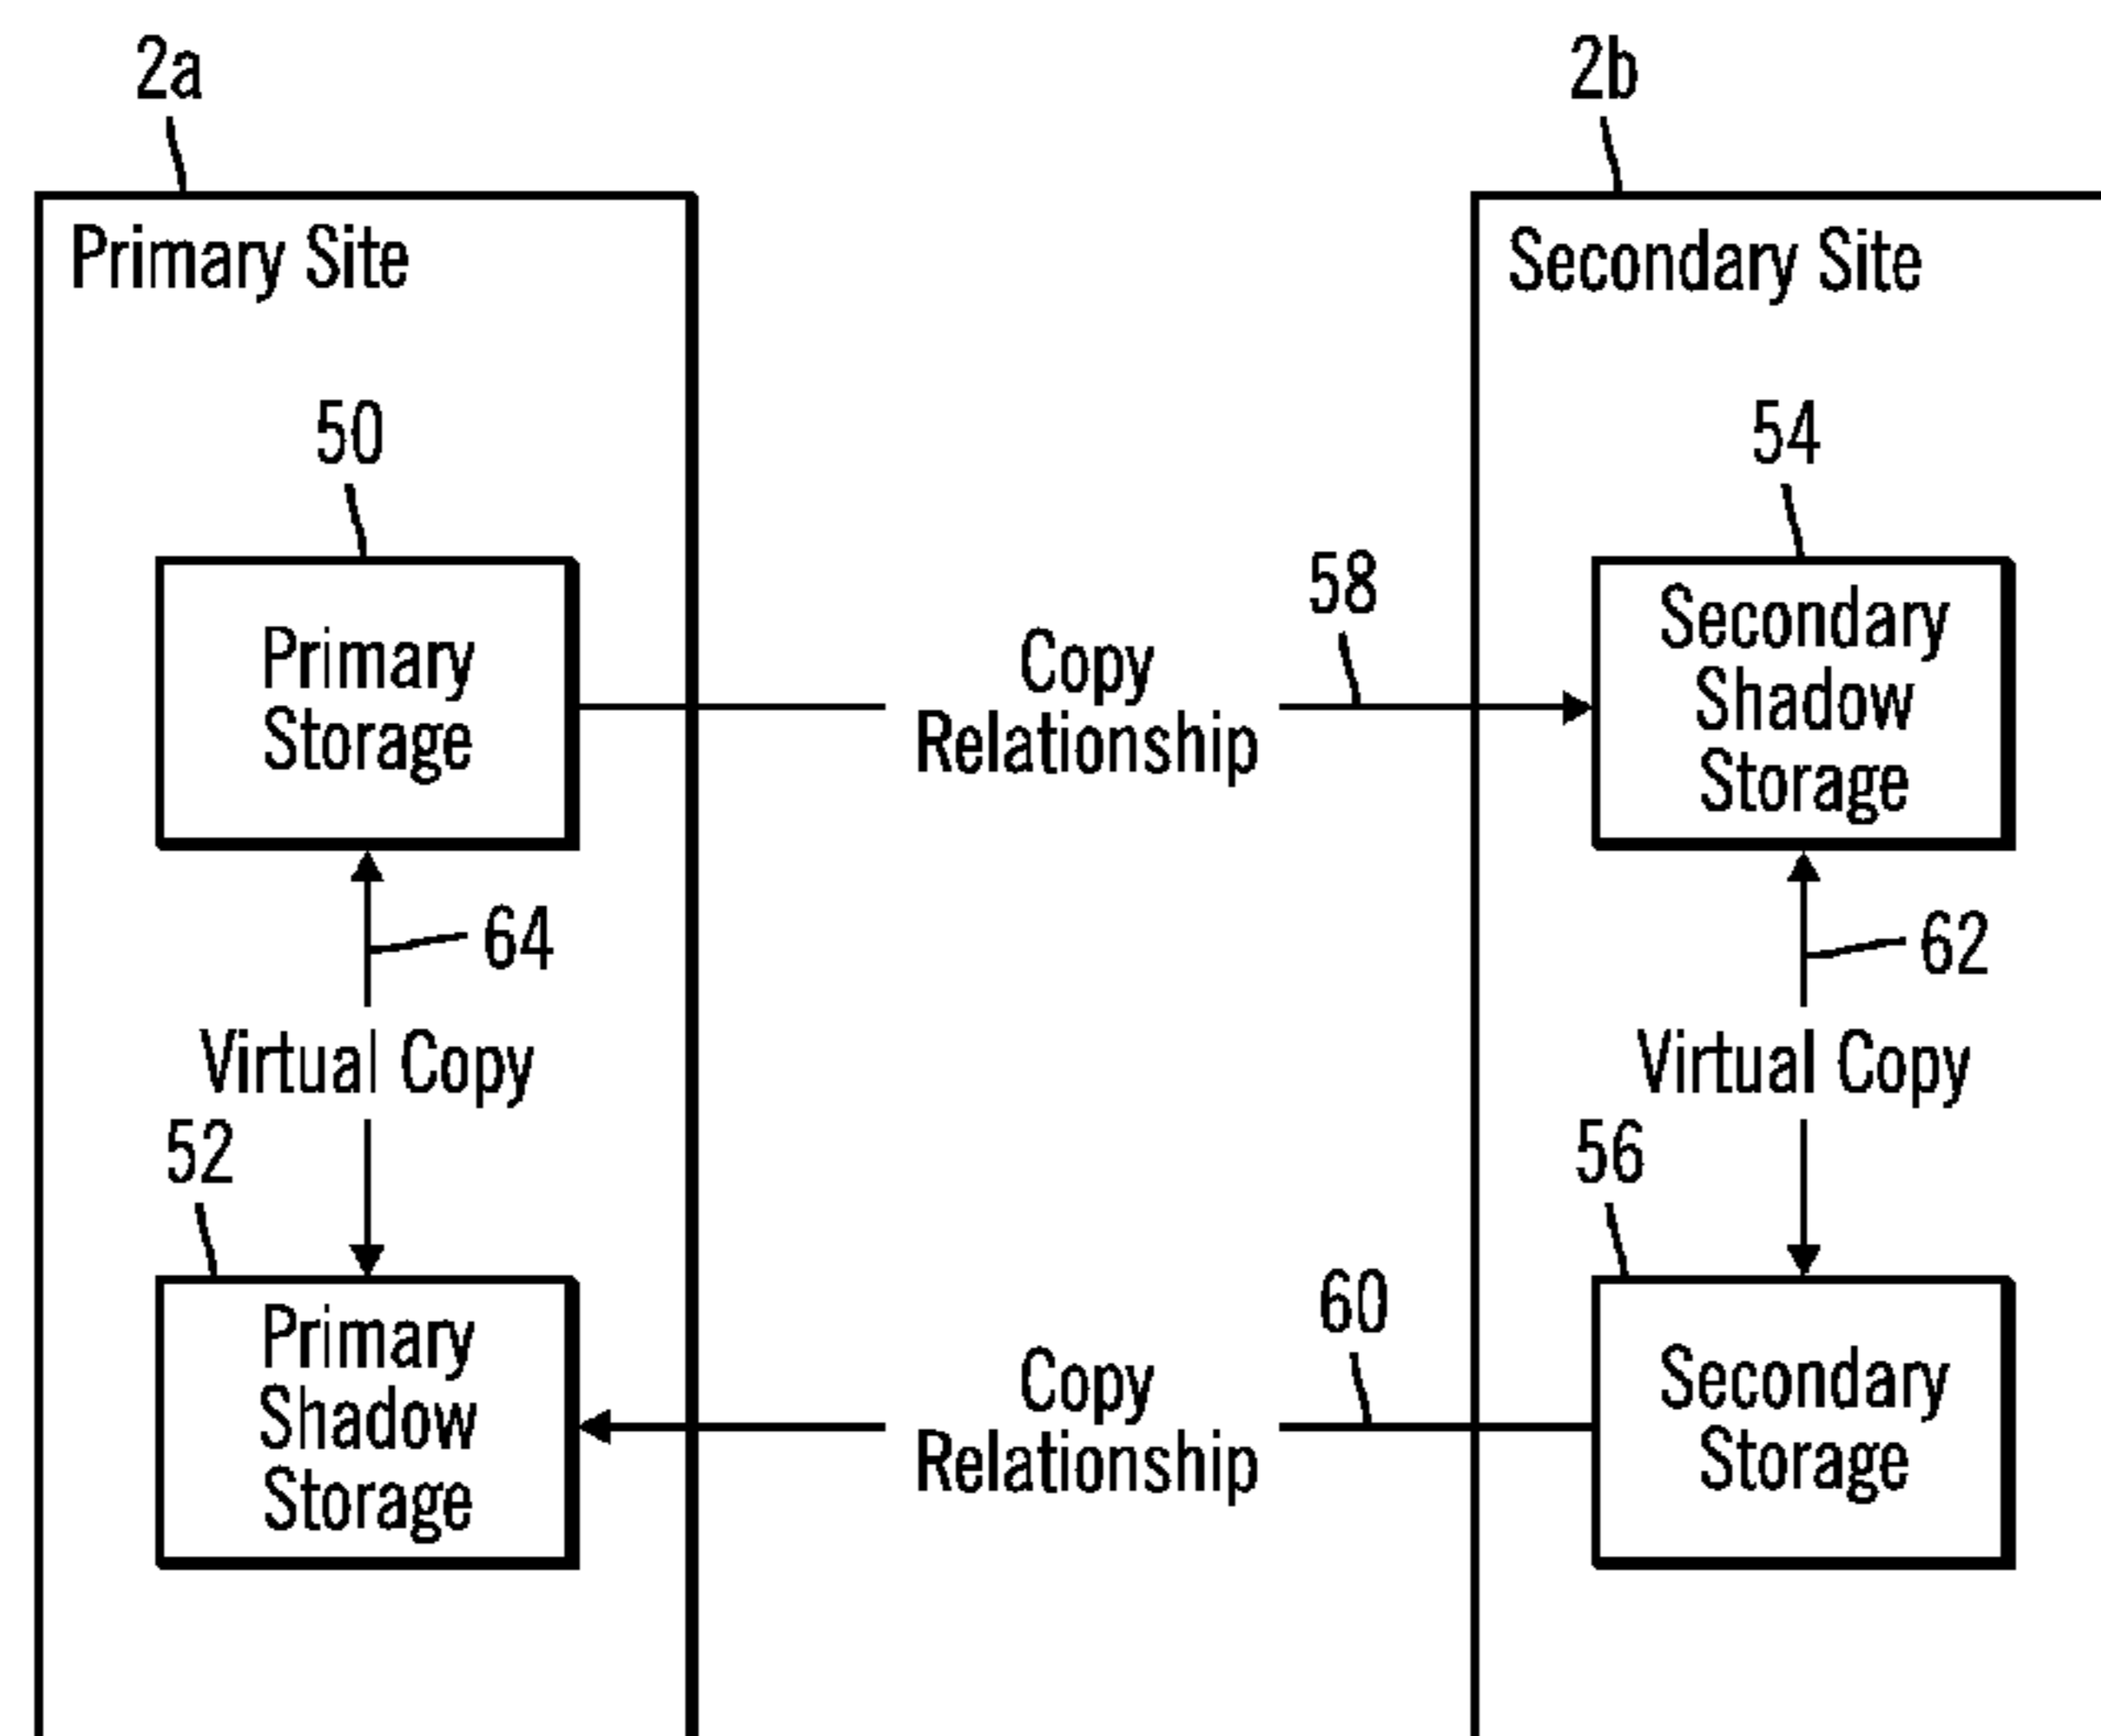 2a
2b
Primary Site
Secondary Site
50
54
Primary
Storage
Copy
Relationship
58
Secondary
Shadow
Storage
64
62
Virtual Copy
Virtual Copy
52
56
Primary
Shadow
Storage
Copy
Relationship
60
Secondary
Storage